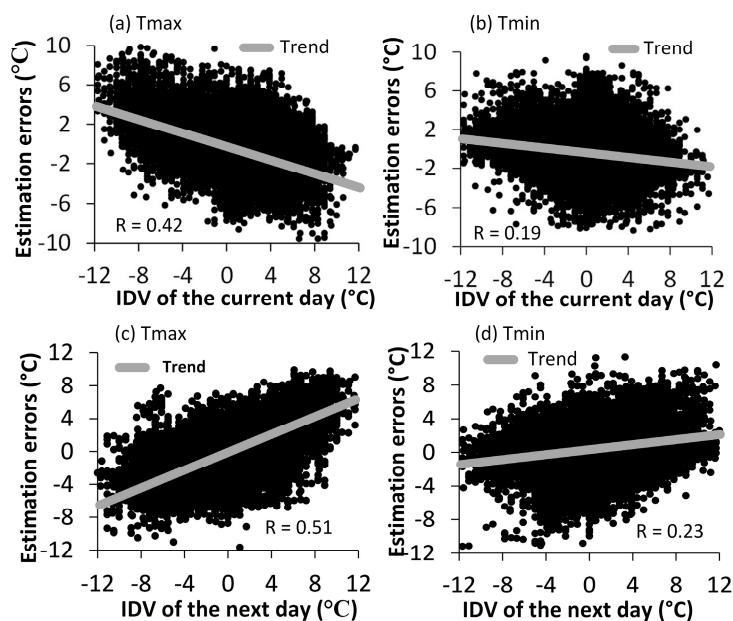 (a) Tmax
Trend
Estimation errors (°C)
10
6
2
-2
-6
-10
R = 0.42
-12 -8 -4 0 4 8 12
IDV of the current day (°C)
(b) Tmin
Trend
Estimation errors (°C)
10
6
2
-2
-6
-10
R = 0.19
-12 -8 -4 0 4 8 12
IDV of the current day (°C)
(c) Tmax
Trend
Estimation errors (°C)
12
8
4
0
-4
-8
-12
R = 0.51
-12 -8 -4 0 4 8 12
IDV of the next day (°C)
(d) Tmin
Trend
Estimation errors (°C)
12
8
4
0
-4
-8
-12
R = 0.23
-12 -8 -4 0 4 8 12
IDV of the next day (°C)